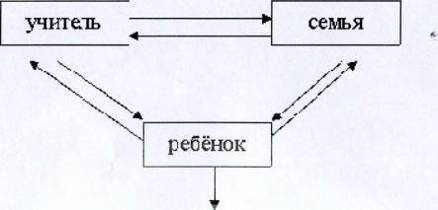 учитель
семья
ребёнок